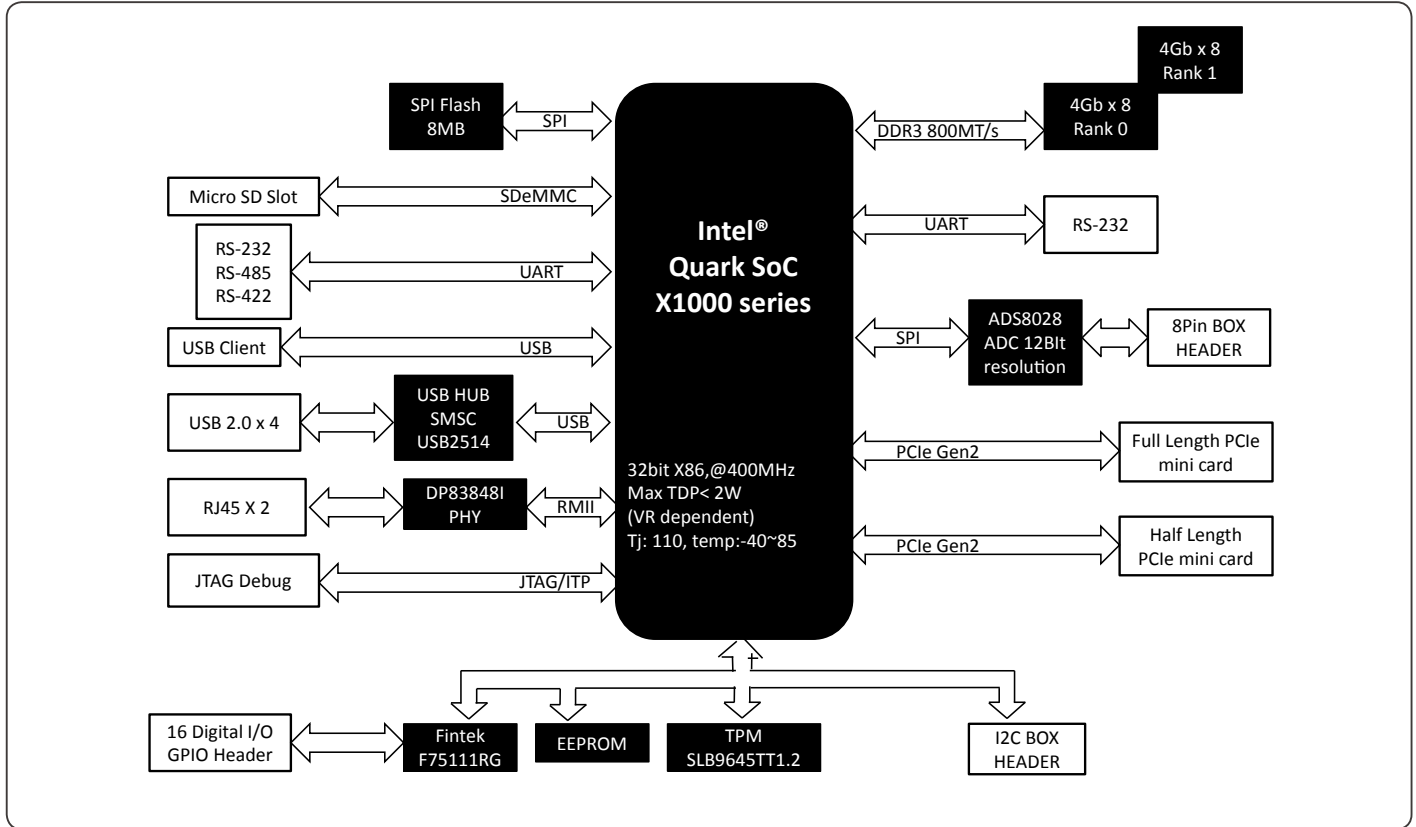 4Gb x 8
Rank 1
4Gb x 8
Rank 0
SPI Flash
8MB
SPI
DDR3 800MT/s
Micro SD Slot
SDeMMC
RS-232
RS-485
RS-422
UART
Intel®
Quark SoC
X1000 series
UART
RS-232
USB Client
USB
SPI
ADS8028
ADC 12BIt
resolution
8Pin BOX
HEADER
USB 2.0 x 4
USB HUB
SMSC
USB2514
USB
PCIe Gen2
Full Length PCIe
mini card
32bit X86,@400MHz
Max TDP< 2W
(VR dependent)
Tj: 110, temp:-40~85
RJ45 X 2
DP83848I
PHY
RMII
PCIe Gen2
Half Length
PCIe mini card
JTAG Debug
JTAG/ITP
16 Digital I/O
GPIO Header
Fintek
F75111RG
EEPROM
TPM
SLB9645TT1.2
I2C BOX
HEADER